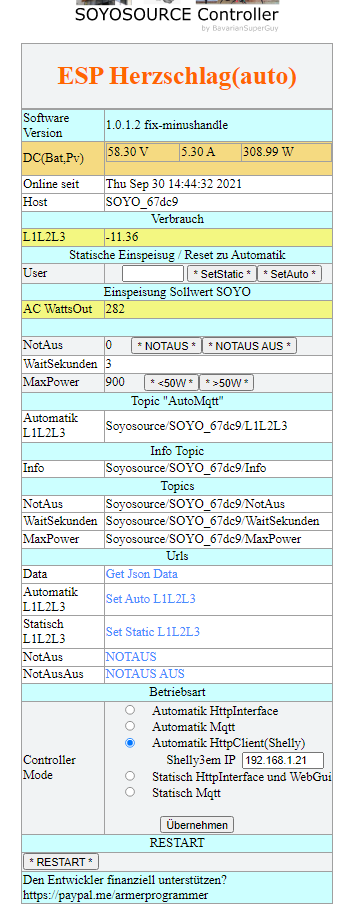 SOYOSOURCE Controller
by BavarianSuperGuy
ESP Herzschlag(auto)
Software Version 1.0.1.2 fix-minushandle
DC(Bat,Pv) 58.30 V 5.30 A 308.99 W
Online seit Thu Sep 30 14:44:32 2021
Host SOYO_67dc9
Verbrauch
L1L2L3 -11.36
Statische Einspeisug / Reset zu Automatik
User * SetStatic * * SetAuto *
Einspeisung Sollwert SOYO
AC WattsOut 282
NotAus 0 * NOTAUS * * NOTAUS AUS *
WaitSekunden 3
MaxPower 900 * <50W * * >50W *
Topic "AutoMqtt"
Automatik L1L2L3 Soyosource/SOYO_67dc9/L1L2L3
Info Topic
Info Soyosource/SOYO_67dc9/Info
Topics
NotAus Soyosource/SOYO_67dc9/NotAus
WaitSekunden Soyosource/SOYO_67dc9/WaitSekunden
MaxPower Soyosource/SOYO_67dc9/MaxPower
Urls
Data Get Json Data
Automatik L1L2L3 Set Auto L1L2L3
Statisch L1L2L3 Set Static L1L2L3
NotAus NOTAUS
NotAusAus NOTAUS AUS
Betriebsart
Controller Mode
Automatik HttpInterface
Automatik Mqtt
Automatik HttpClient(Shelly)
Shelly3em IP 192.168.1.21
Statisch HttpInterface und WebGui
Statisch Mqtt
Übernehmen
RESTART
* RESTART *
Den Entwickler finanziell unterstützen?
https://paypal.me/armerprogrammer